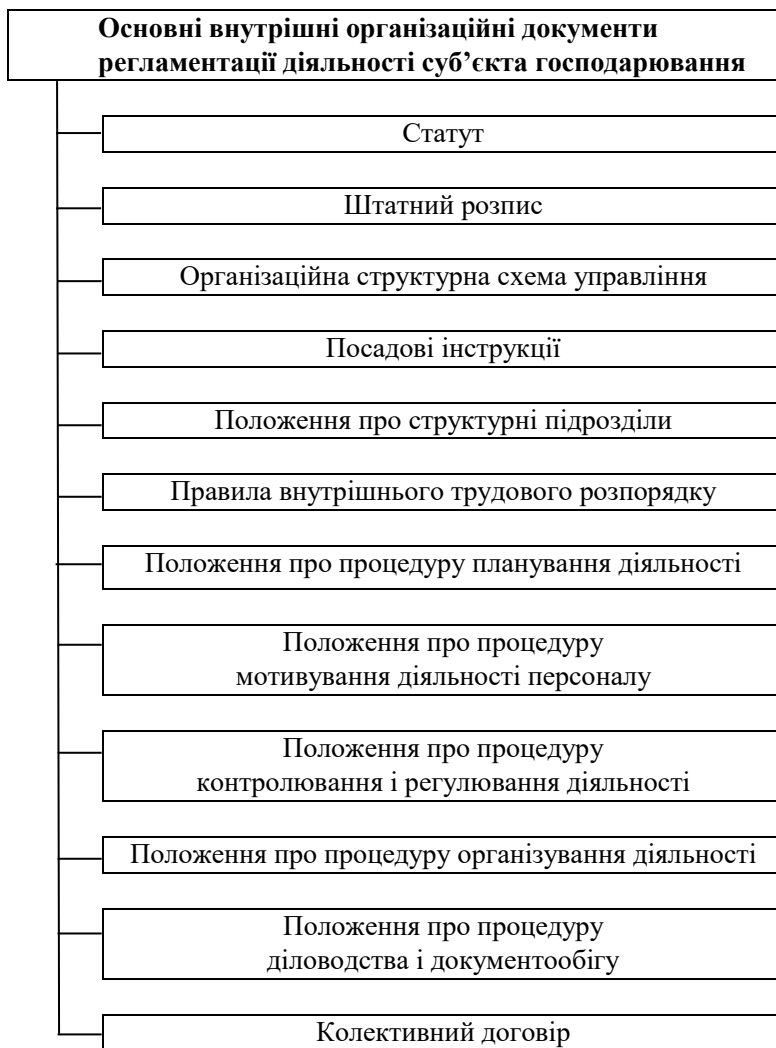 Основні внутрішні організаційні документи
регламентації діяльності суб’єкта господарювання
Статут
Штатний розпис
Організаційна структурна схема управління
Посадові інструкції
Положення про структурні підрозділи
Правила внутрішнього трудового розпорядку
Положення про процедуру планування діяльності
Положення про процедуру
мотивування діяльності персоналу
Положення про процедуру
контролювання і регулювання діяльності
Положення про процедуру організування діяльності
Положення про процедуру
діловодства і документообігу
Колективний договір